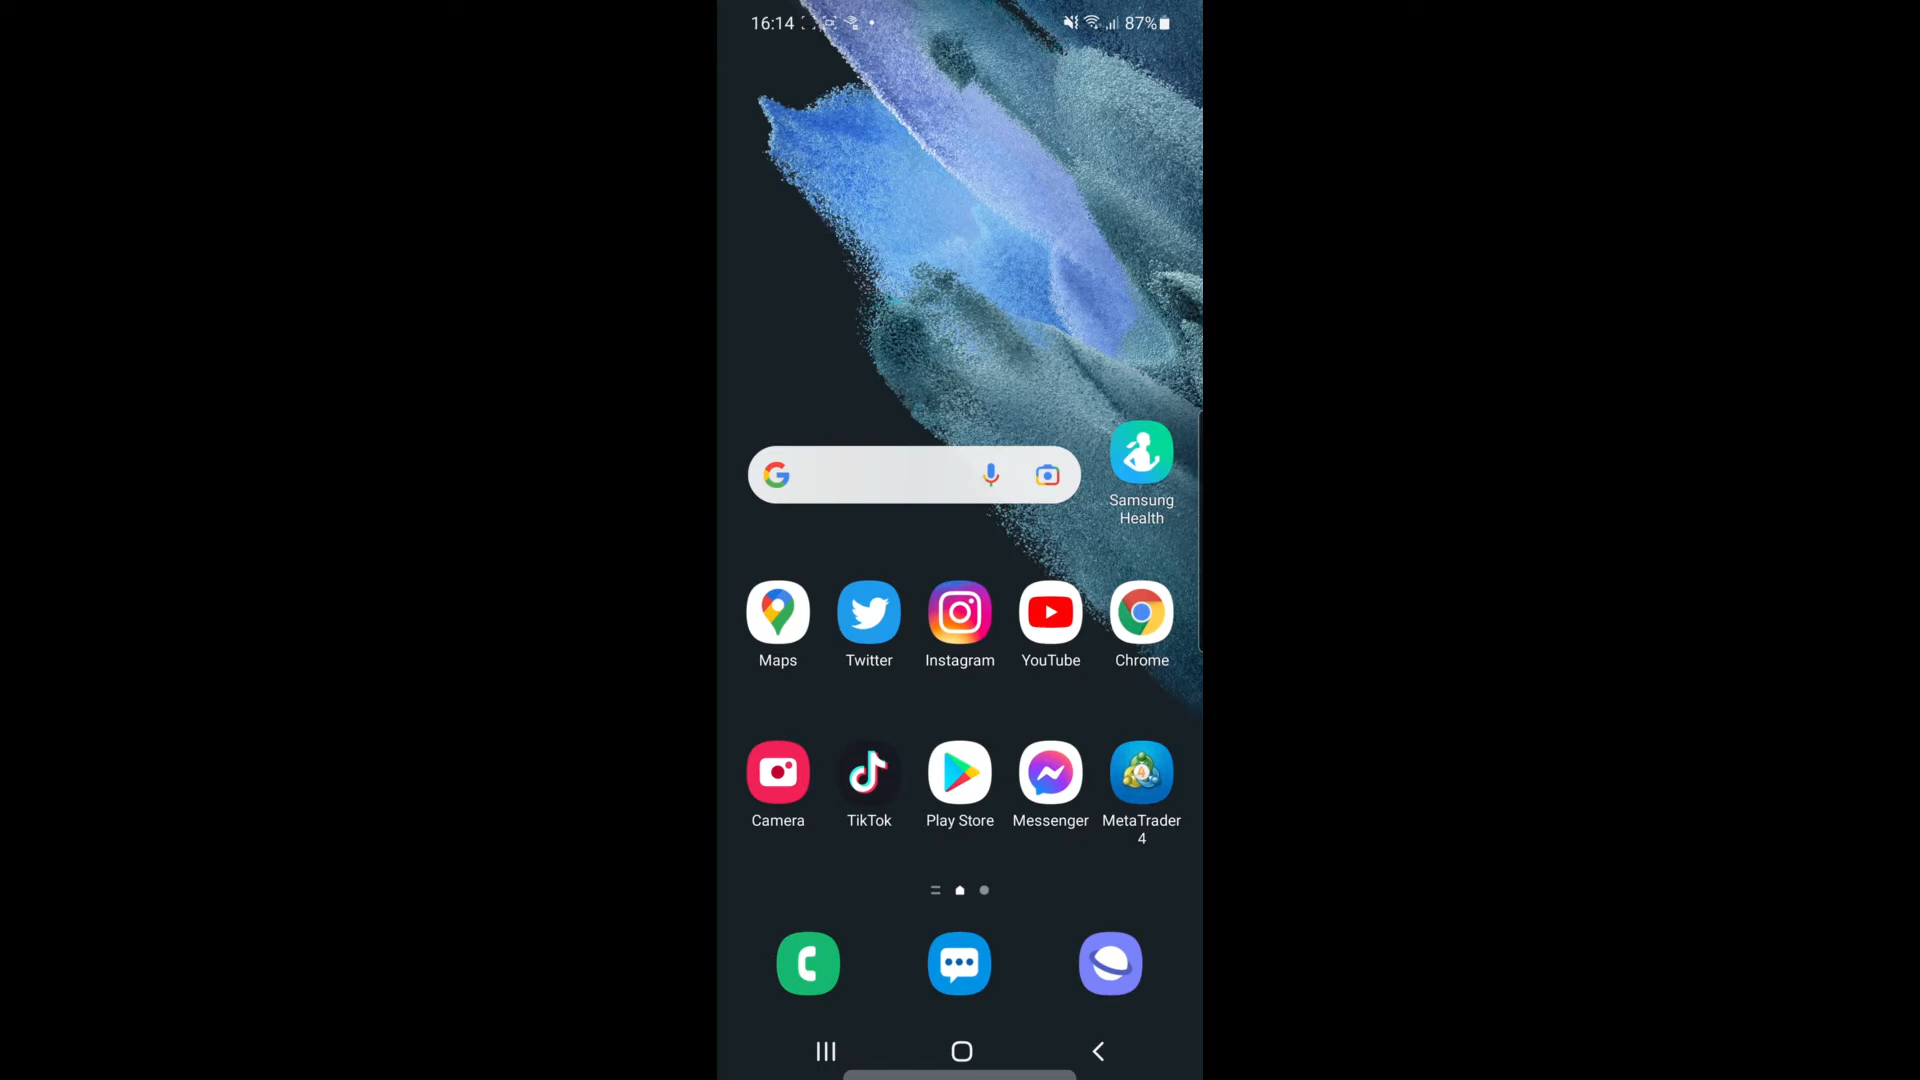 16:14
87%
Samsung
Health
Maps
Twitter
Instagram
YouTube
Chrome
Camera
TikTok
Play Store
Messenger
MetaTrader
4